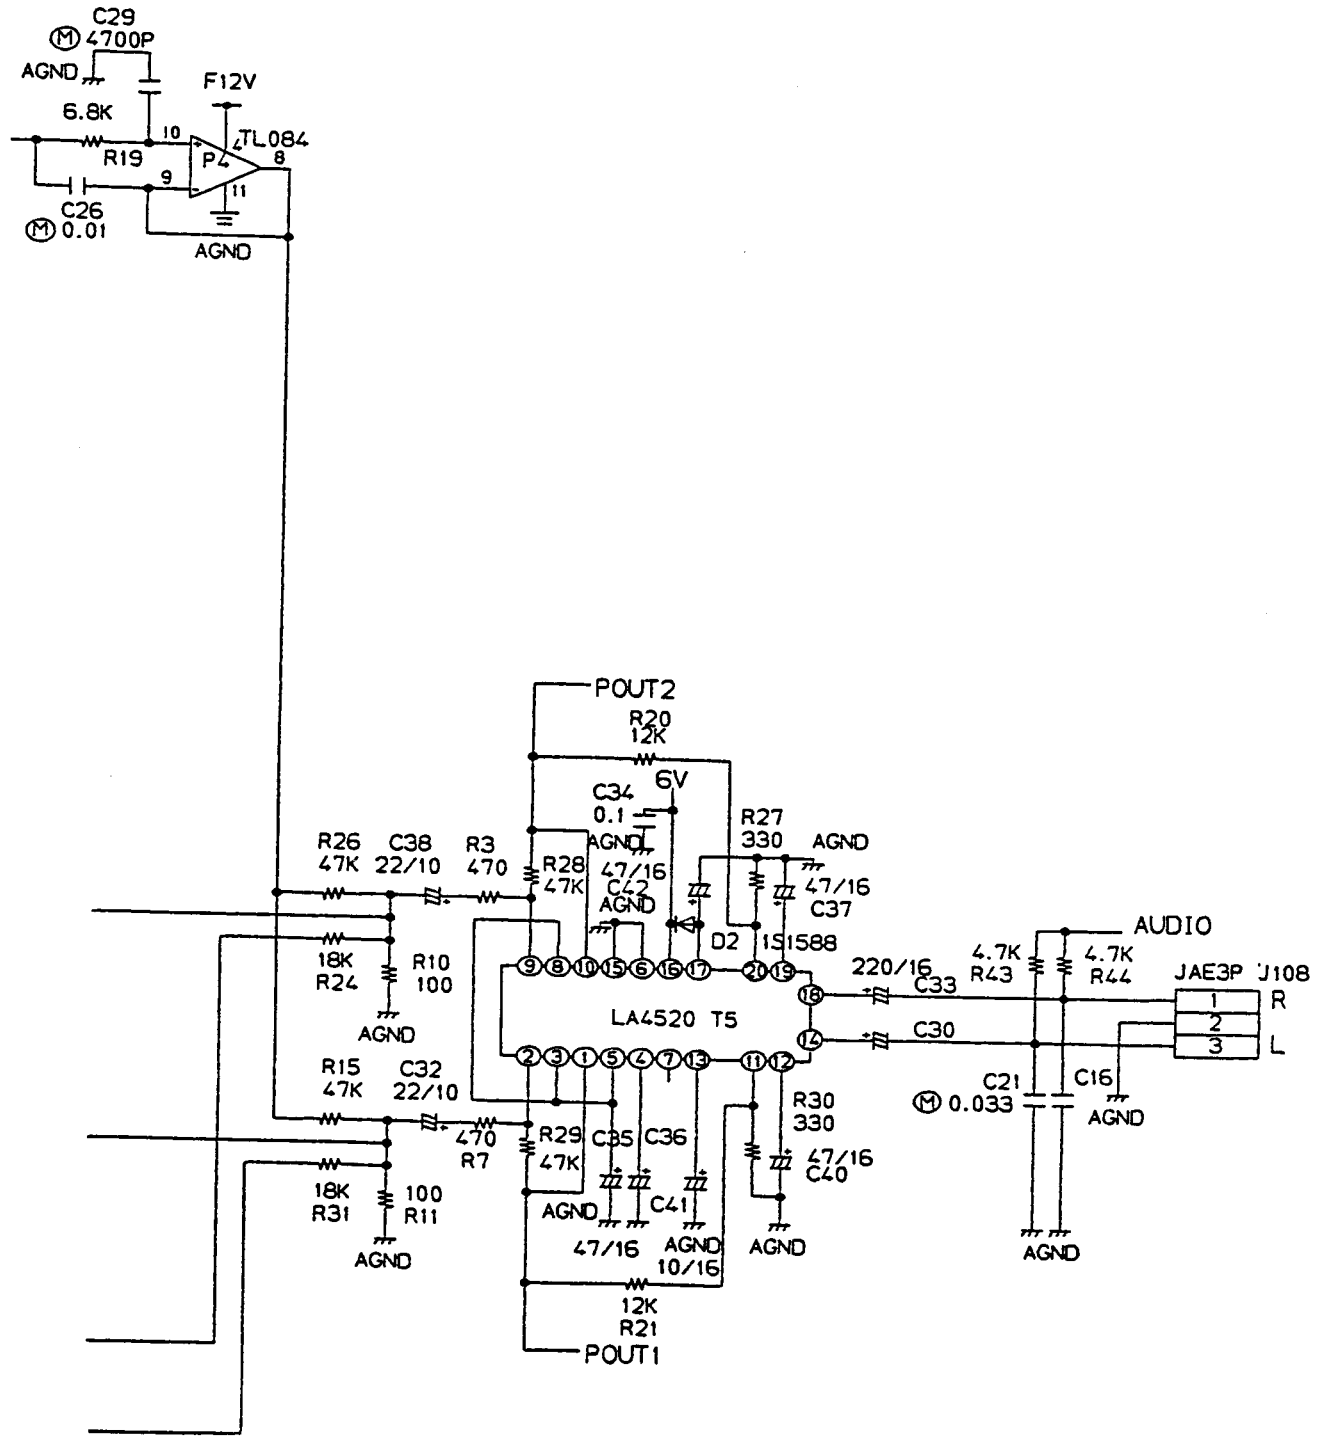 C29
Ⓜ 4700P
AGND
F12V
6.8K
R19
10
4
TL084
P4
8
9
11
C26
Ⓜ 0.01
AGND
POUT2
R20
12K
6V
C34
0.1
AGND
R27
330
AGND
R26
47K
C38
22/10
R3
470
R28
47K
47/16
C42
AGND
47/16
C37
D2
1S1588
18K
R24
R10
100
AGND
9 8 10 15 6 16 17 20 19
18
14
LA4520 T5
2 3 1 5 4 7 13 11 12
220/16
C33
C30
4.7K
R43
4.7K
R44
AUDIO
JAE3P J108
1 R
2
3 L
C21
Ⓜ 0.033
C16
AGND
AGND
R15
47K
C32
22/10
470
R7
R29
47K
C35
C36
C41
R30
330
47/16
C40
18K
R31
100
R11
AGND
AGND
47/16
AGND
10/16
AGND
12K
R21
POUT1